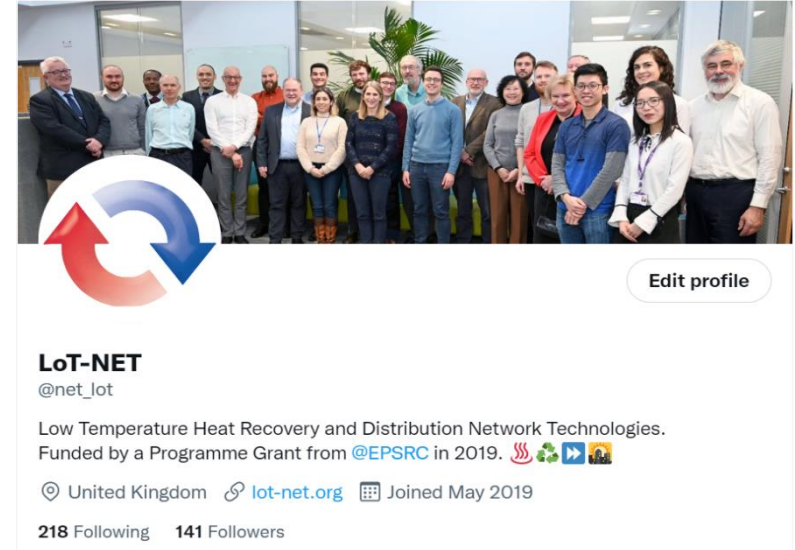 Edit profile
LoT-NET
@net_lot
Low Temperature Heat Recovery and Distribution Network Technologies.
Funded by a Programme Grant from @EPSRC in 2019. ♨️♻️⏩🌇
United Kingdom lot-net.org Joined May 2019
218 Following 141 Followers